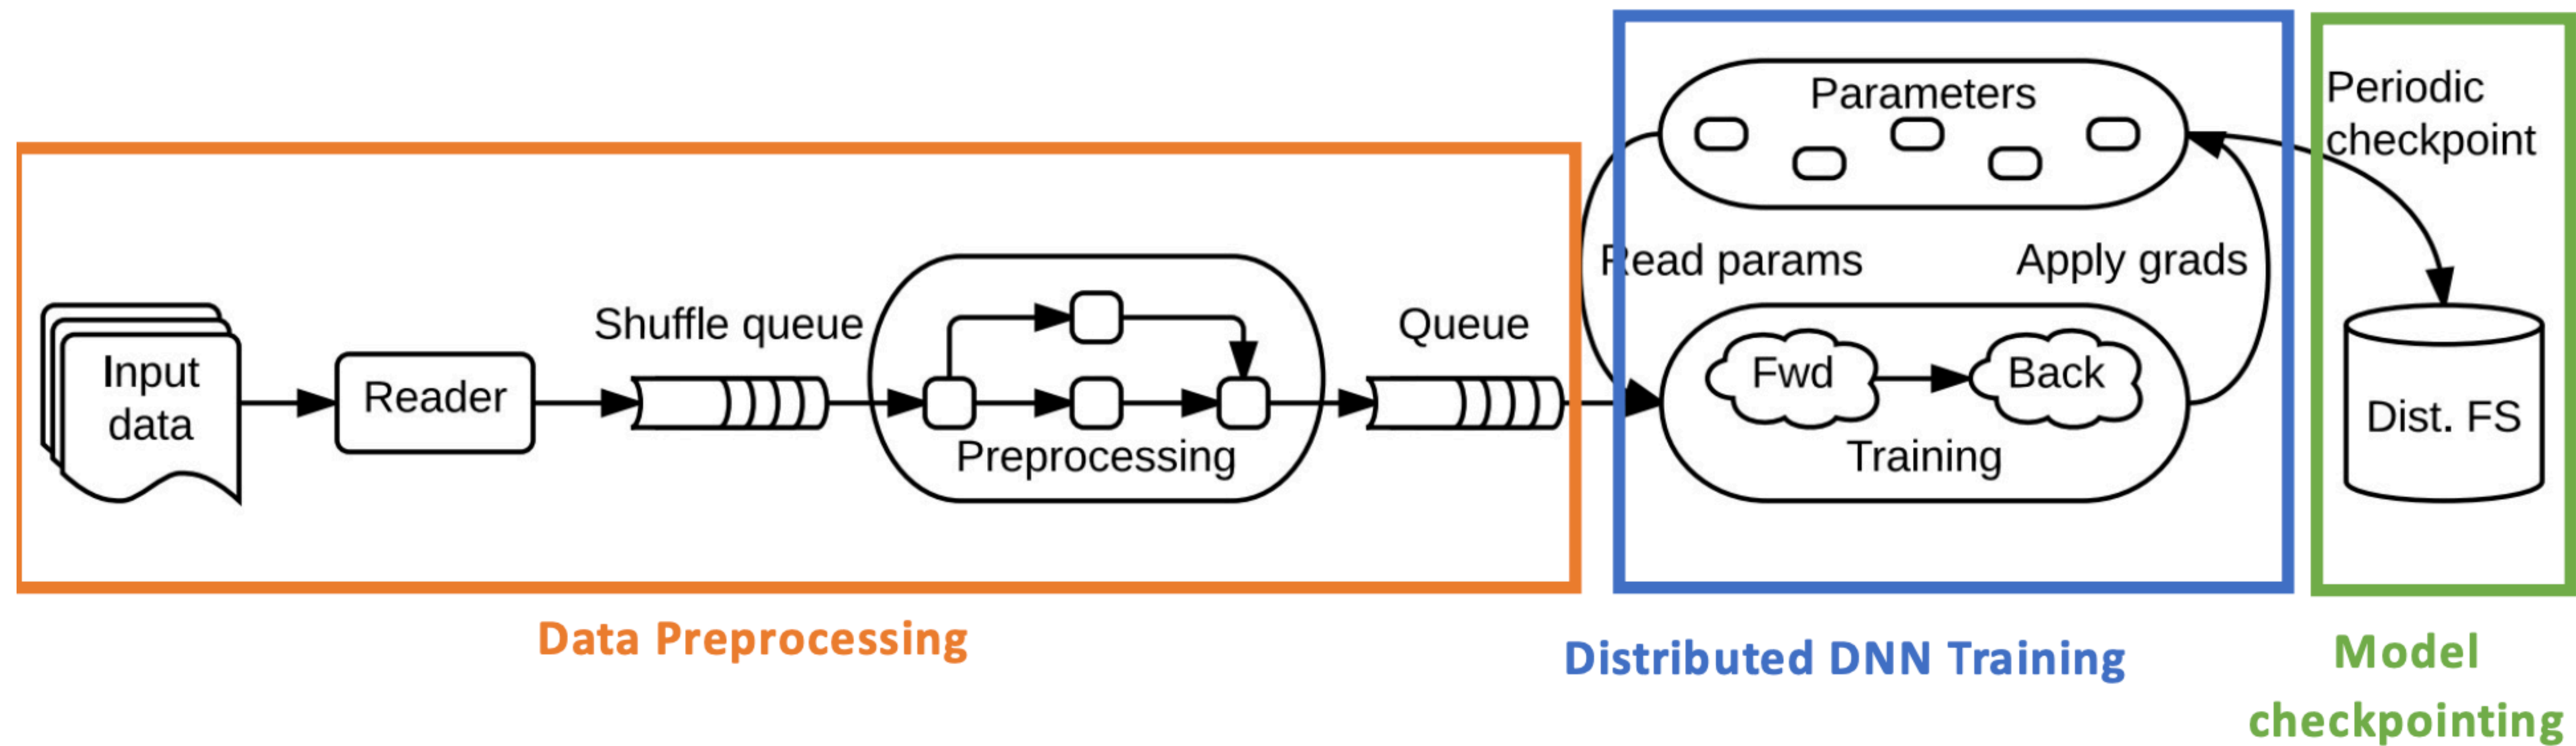 Input
data
Reader
Shuffle queue
Preprocessing
Queue
Parameters
Read params
Apply grads
Fwd
Back
Training
Periodic
checkpoint
Dist. FS
Data Preprocessing
Distributed DNN Training
Model
checkpointing